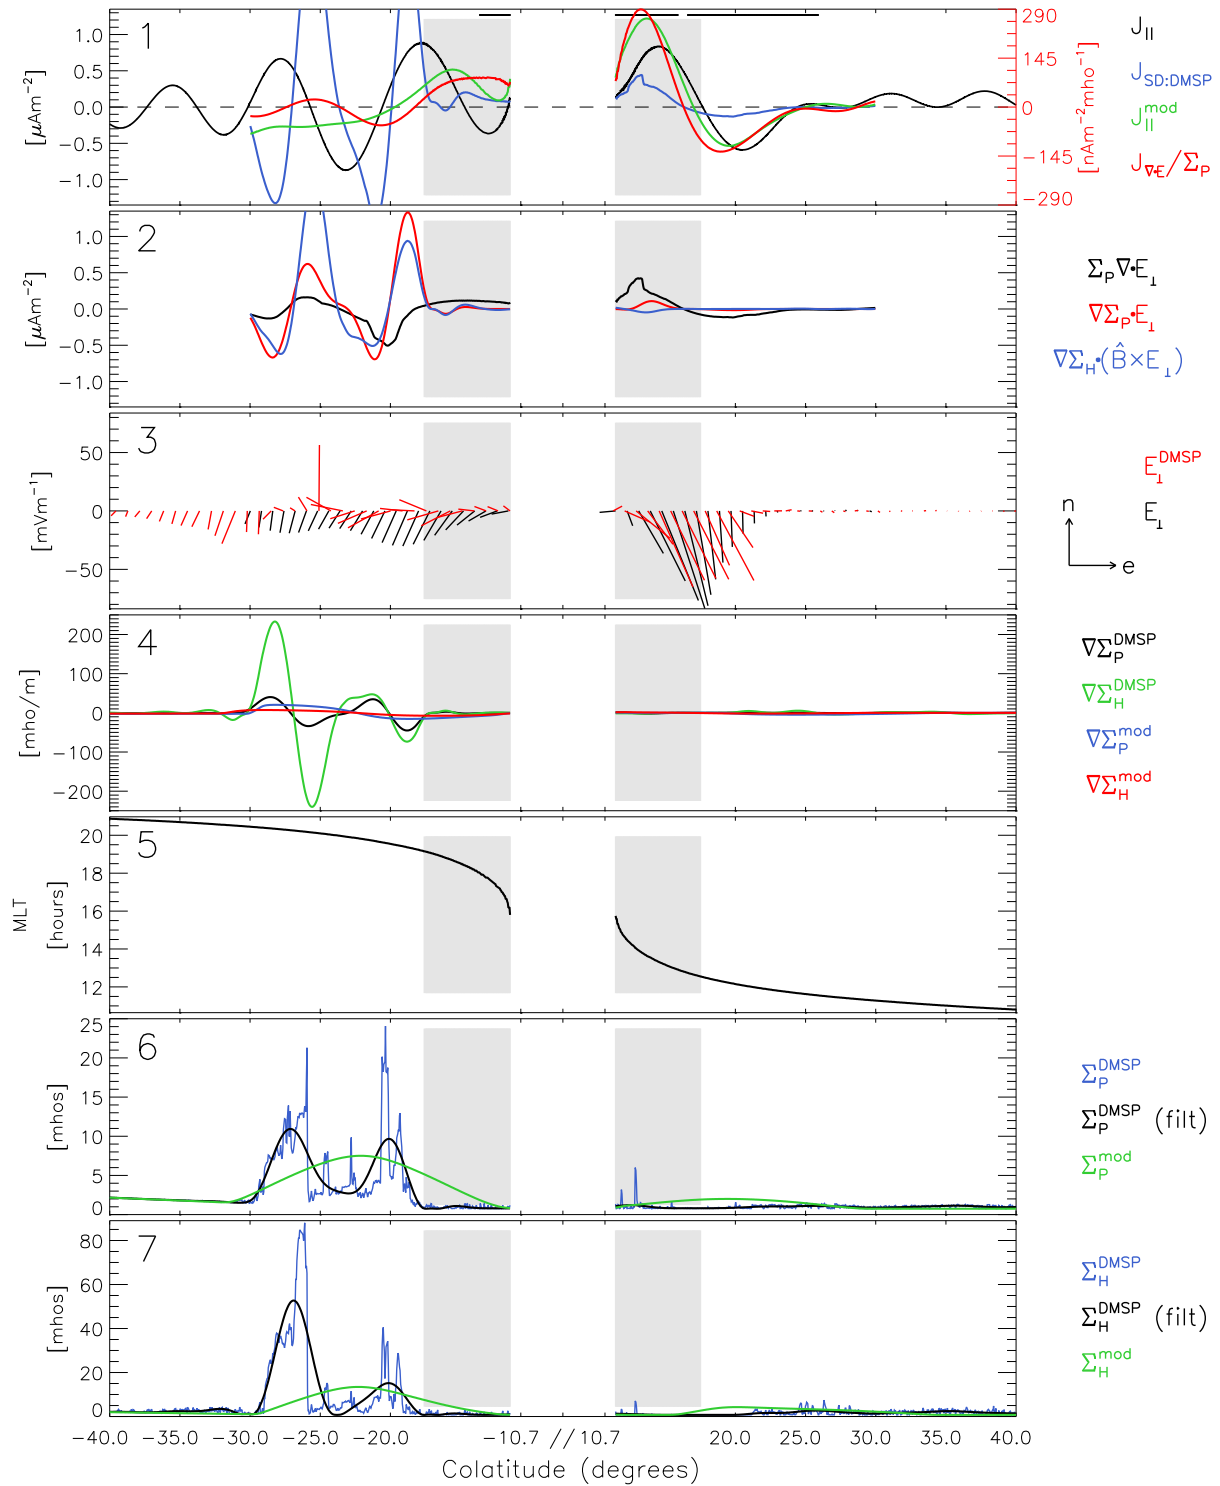 1
1.0
0.5
0.0
−0.5
−1.0
[μAm⁻²]
290
145
0
−145
−290
[nAm⁻²mho⁻¹]
J_||
J_SD:DMSP
J_||^mod
J_∇•E/Σ_P
2
1.0
0.5
0.0
−0.5
−1.0
[μAm⁻²]
Σ_P∇•E_⊥
∇Σ_P•E_⊥
∇Σ_H•(B̂×E_⊥)
3
50
0
−50
[mVm⁻¹]
E_⊥^DMSP
E_⊥
n
e
4
200
100
0
−100
−200
[mho/m]
∇Σ_P^DMSP
∇Σ_H^DMSP
∇Σ_P^mod
∇Σ_H^mod
5
20
18
16
14
12
MLT
[hours]
6
25
20
15
10
5
0
[mhos]
Σ_P^DMSP
Σ_P^DMSP (filt)
Σ_P^mod
7
80
60
40
20
0
[mhos]
Σ_H^DMSP
Σ_H^DMSP (filt)
Σ_H^mod
−40.0 −35.0 −30.0 −25.0 −20.0 −10.7 // 10.7 20.0 25.0 30.0 35.0 40.0
Colatitude (degrees)